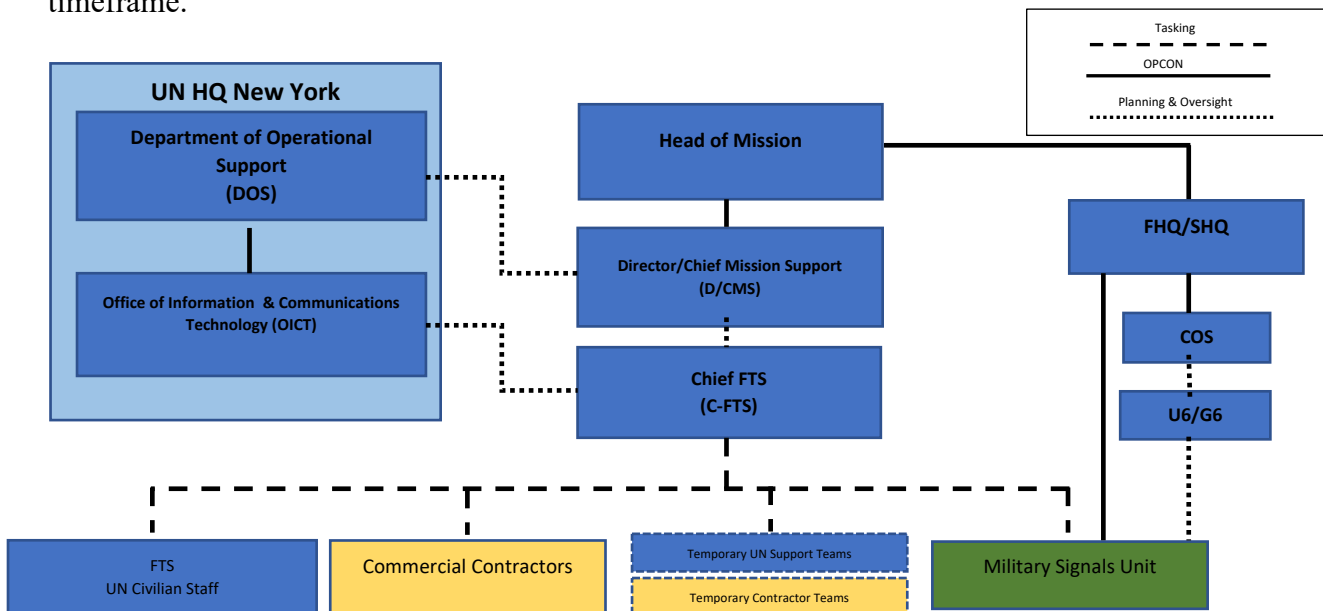 timeframe.
Tasking
OPCON
Planning & Oversight
UN HQ New York
Department of Operational
Support
(DOS)
Head of Mission
FHQ/SHQ
Director/Chief Mission Support
(D/CMS)
Office of Information & Communications
Technology (OICT)
COS
Chief FTS
(C-FTS)
U6/G6
FTS
UN Civilian Staff
Commercial Contractors
Temporary UN Support Teams
Temporary Contractor Teams
Military Signals Unit